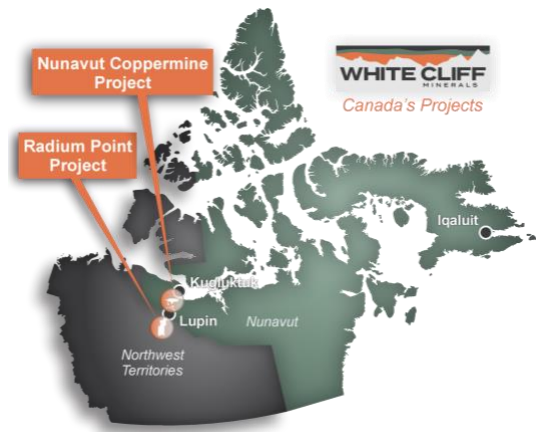 Nunavut Coppermine
Project
Radium Point
Project
WHITE CLIFF
MINERALS
Canada's Projects
Iqaluit
Kugluktuk
Lupin
Nunavut
Northwest
Territories